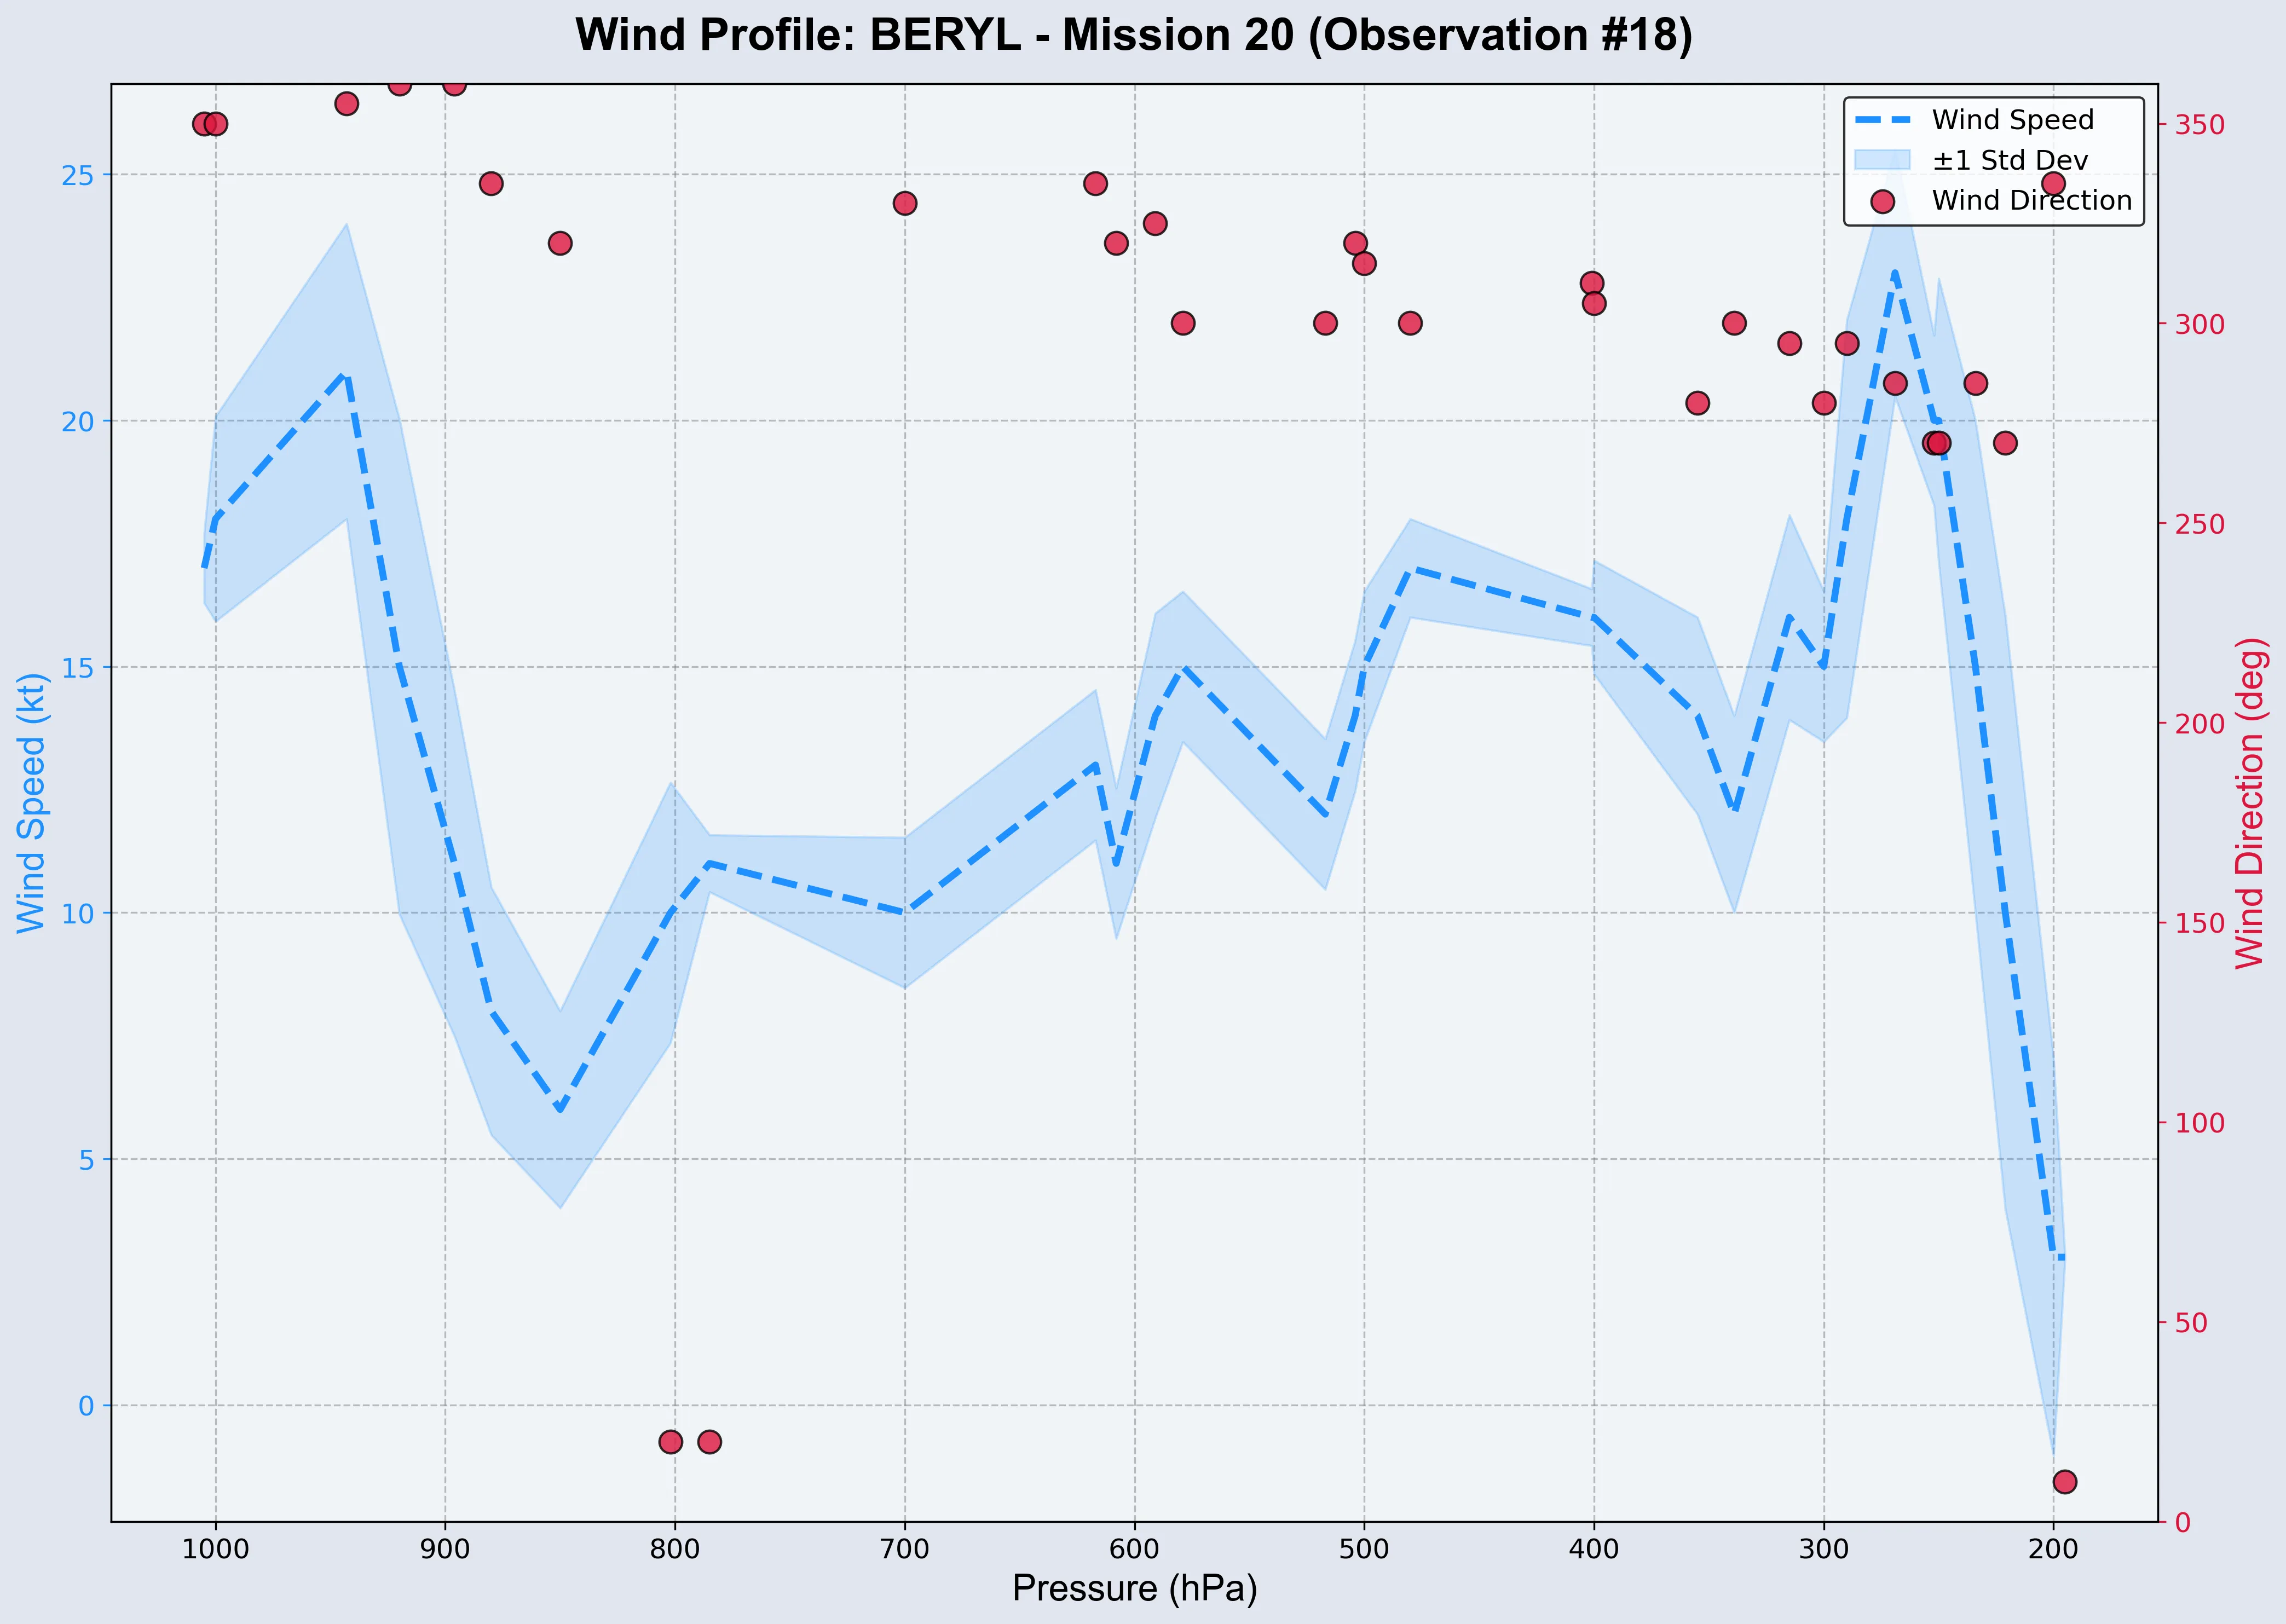 Wind Profile: BERYL - Mission 20 (Observation #18)
Wind Speed
±1 Std Dev
Wind Direction
25
20
15
10
5
0
Wind Speed (kt)
350
300
250
200
150
100
50
0
Wind Direction (deg)
1000 900 800 700 600 500 400 300 200
Pressure (hPa)